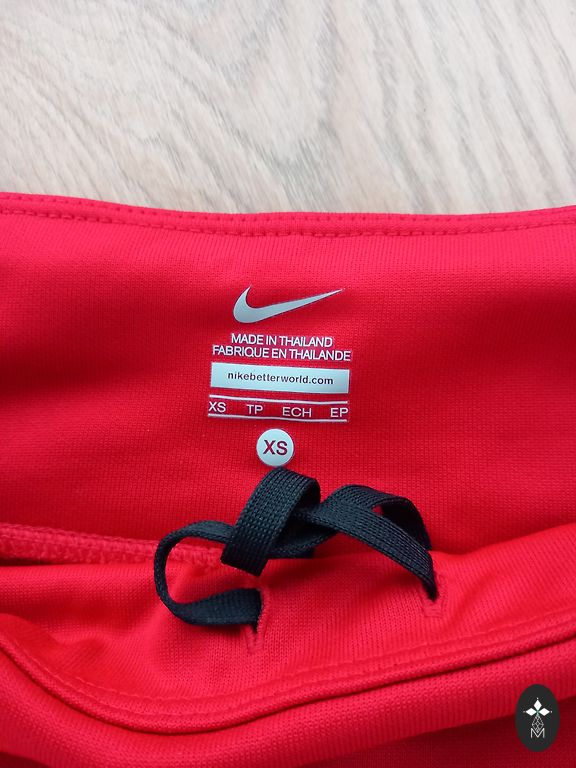 MADE IN THAILAND
FABRIQUE EN THAILANDE
nikebetterworld.com
XS TP ECH EP
XS
M